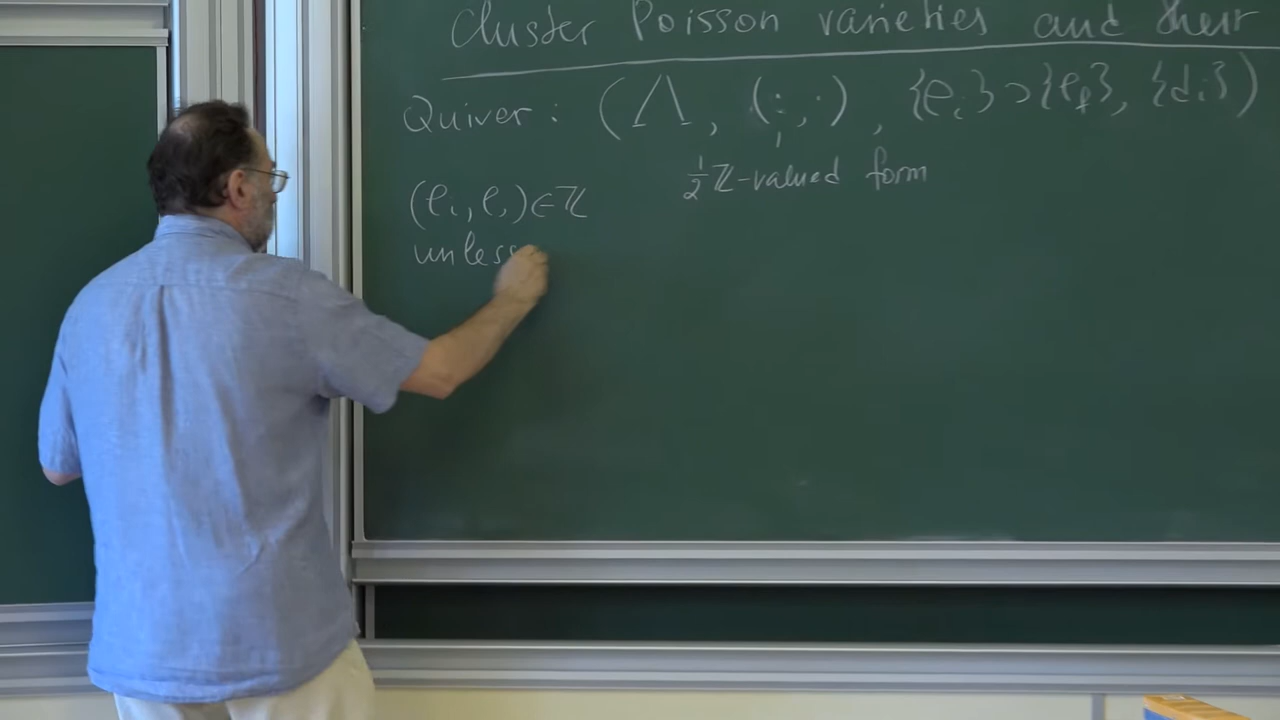 Cluster Poisson varieties and their
Quiver: (Λ, (·,·), {e_i} ⊃ {e_f}, {d_i})
½ℤ-valued form
(e_i, e_j) ∈ ℤ
unless